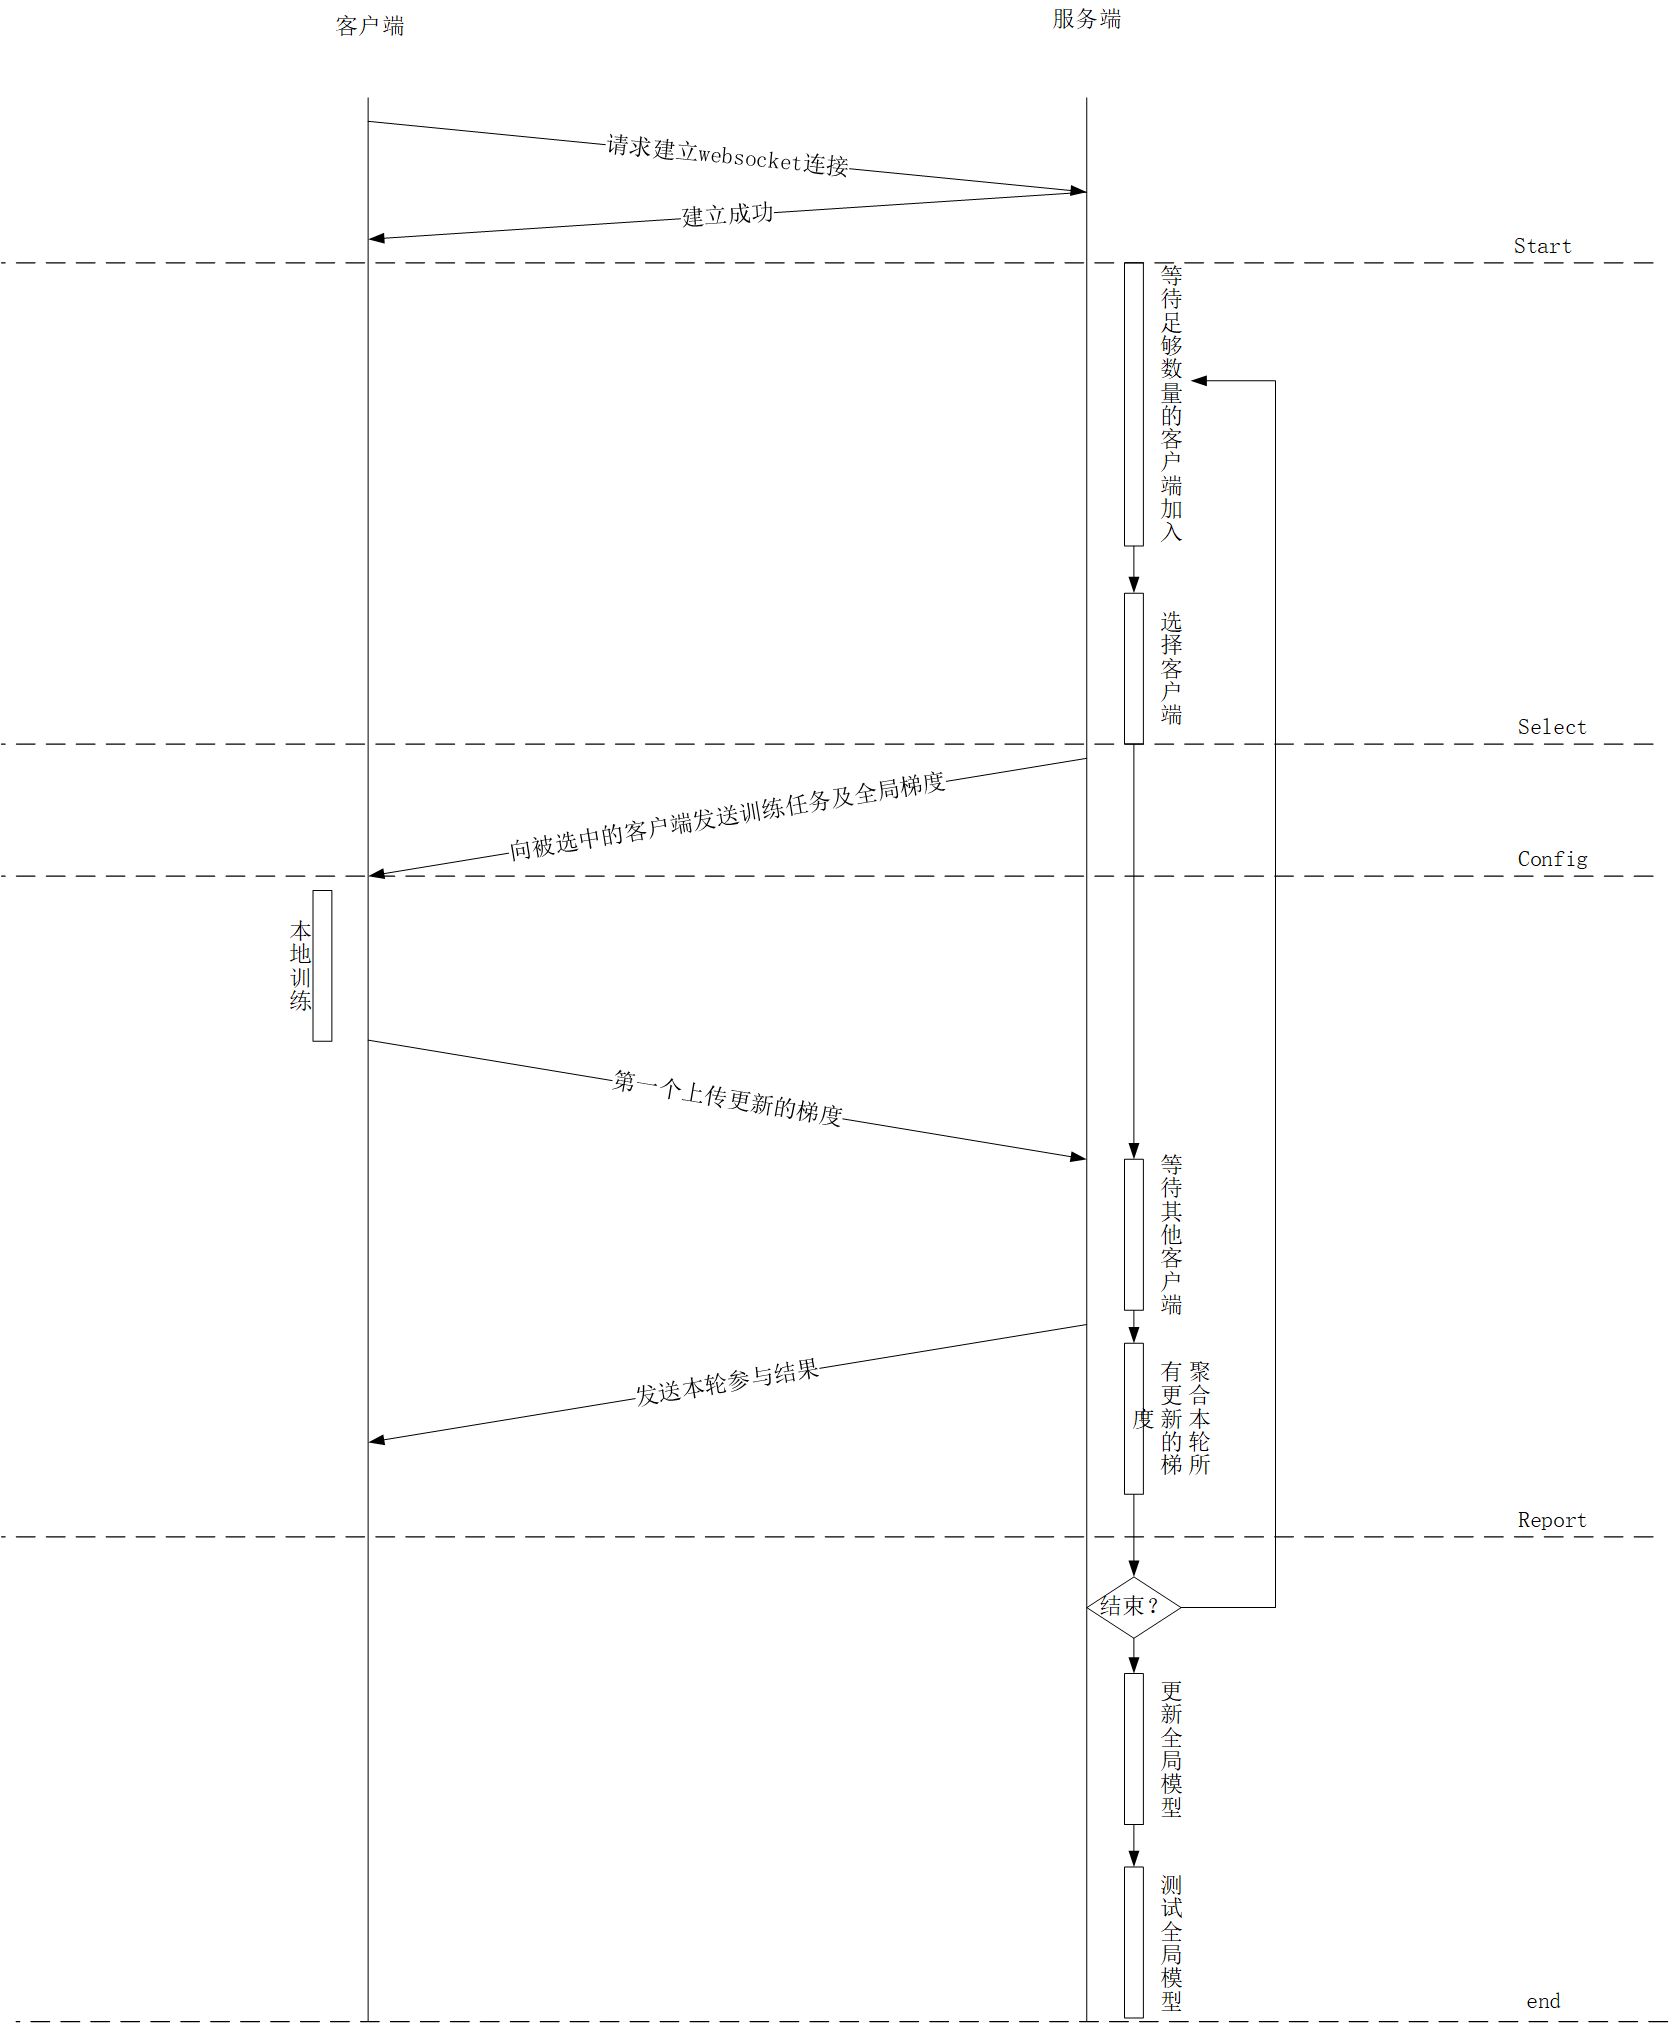 客户端
服务端
请求建立websocket连接
建立成功
Start
等待足够数量的客户端加入
选择客户端
Select
向被选中的客户端发送训练任务及全局梯度
Config
本地训练
第一个上传更新的梯度
等待其他客户端
发送本轮参与结果
聚合本轮所
有更新的梯
度
Report
结束？
更新全局模型
测试全局模型
end